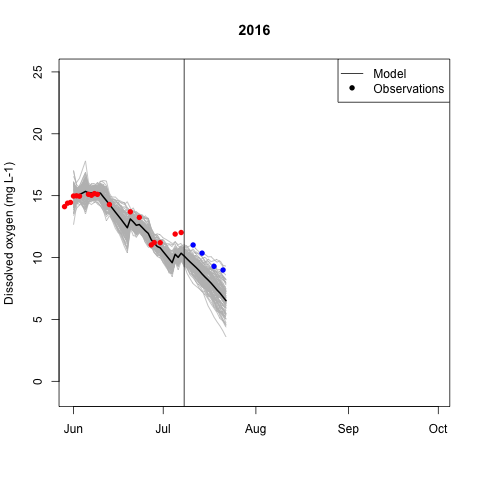 2016
Model
Observations
Dissolved oxygen (mg L-1)
25
20
15
10
5
0
Jun
Jul
Aug
Sep
Oct